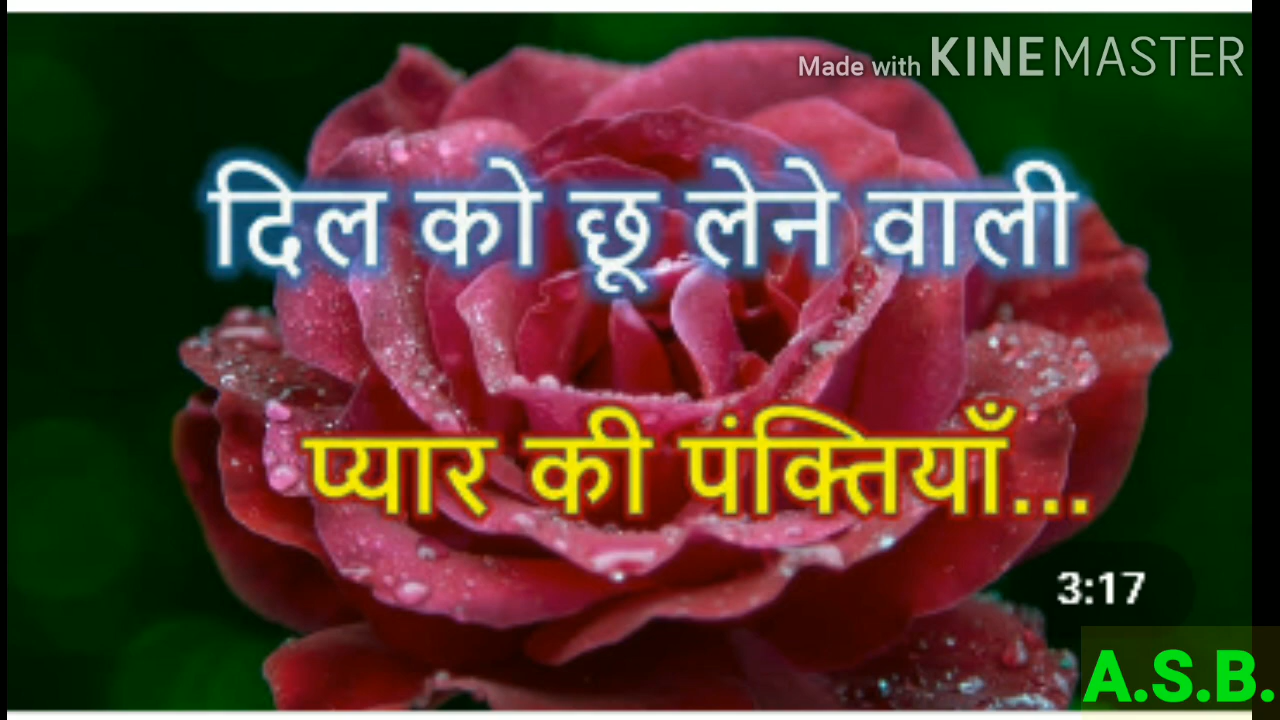 Made with KINEMASTER
दिल को छू लेने वाली
प्यार की पंक्तियाँ...
3:17
A.S.B.